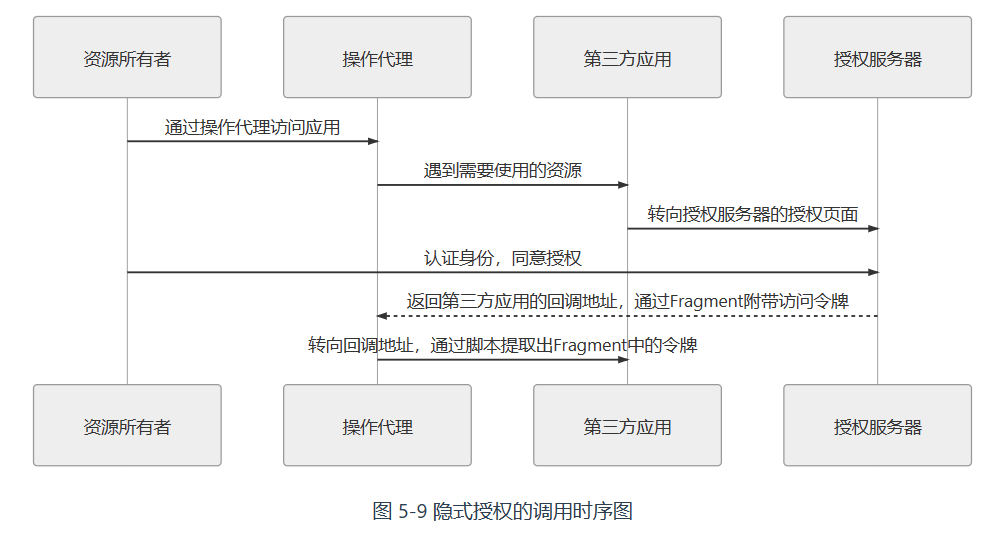 资源所有者 操作代理 第三方应用 授权服务器
通过操作代理访问应用
遇到需要使用的资源
转向授权服务器的授权页面
认证身份，同意授权
返回第三方应用的回调地址，通过Fragment附带访问令牌
转向回调地址，通过脚本提取出Fragment中的令牌
资源所有者 操作代理 第三方应用 授权服务器
图 5-9 隐式授权的调用时序图